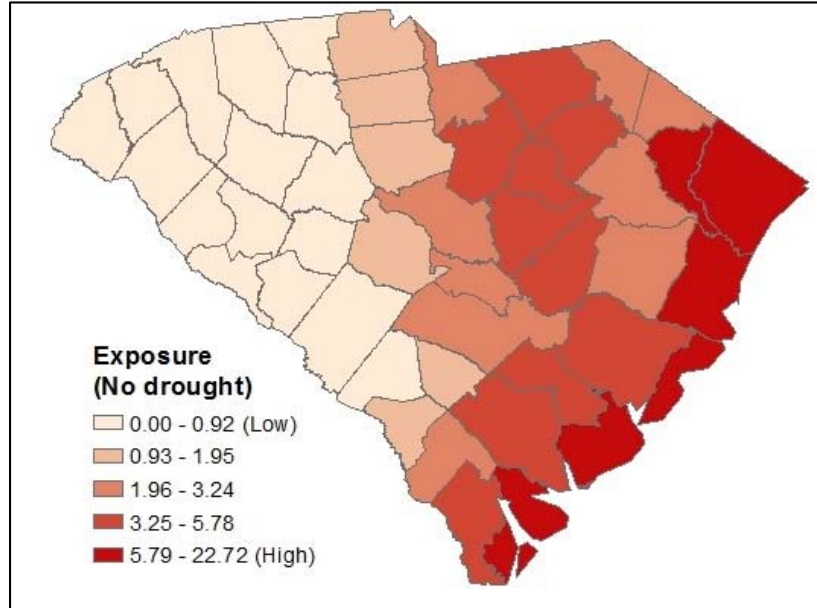 Exposure
(No drought)
0.00 - 0.92 (Low)
0.93 - 1.95
1.96 - 3.24
3.25 - 5.78
5.79 - 22.72 (High)